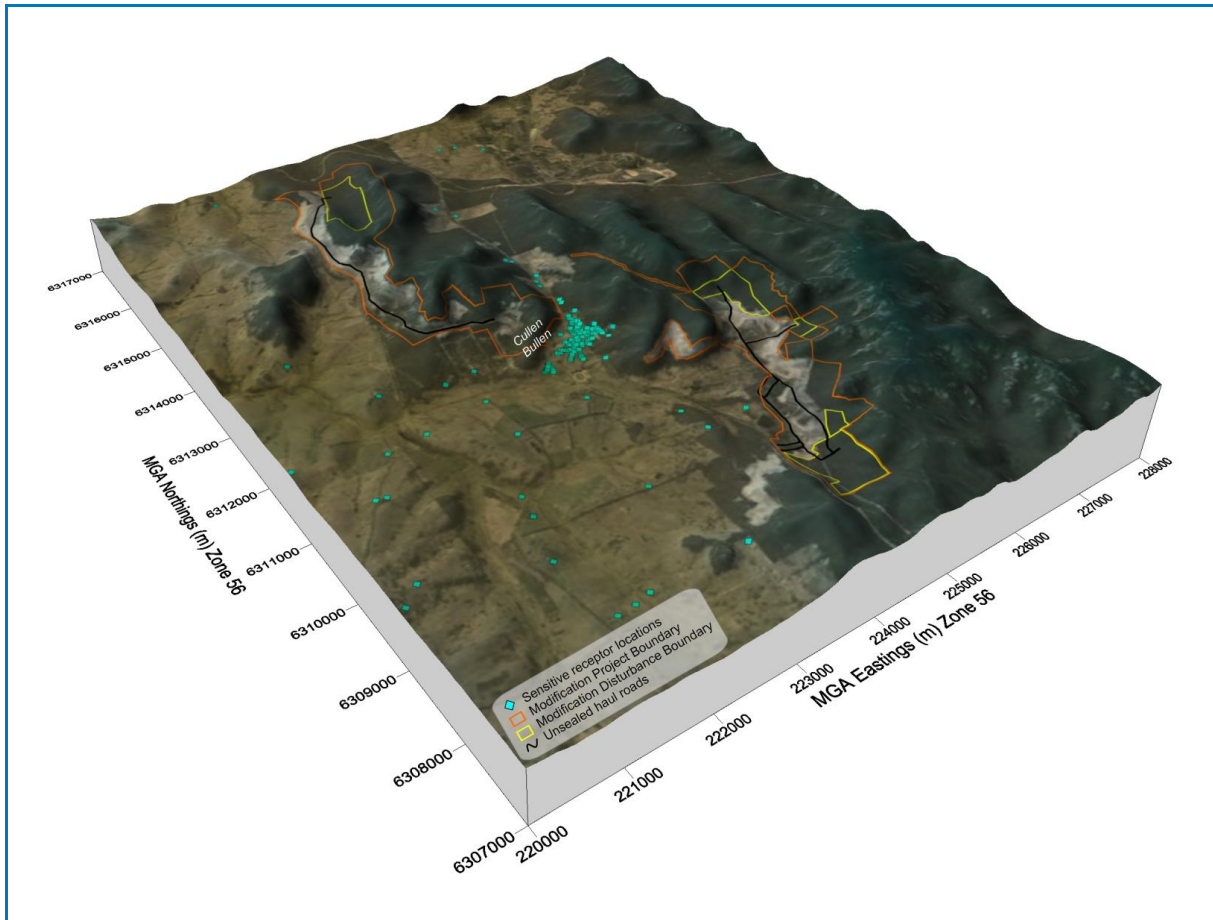 Cullen
Bullen
6317000
6316000
6315000
6314000
6313000
6312000
6311000
6310000
6309000
6308000
6307000
MGA Northings (m) Zone 56
220000
221000
222000
223000
224000
225000
226000
227000
228000
MGA Eastings (m) Zone 56
Sensitive receptor locations
Modification Project Boundary
Modification Disturbance Boundary
Unsealed haul roads